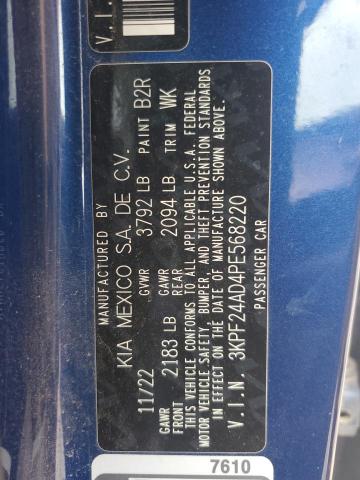 MANUFACTURED BY
KIA MEXICO S.A. DE C.V.
11/22 GVWR 3792 LB PAINT B2R
GAWR FRONT 2183 LB GAWR REAR 2094 LB TRIM WK
THIS VEHICLE CONFORMS TO ALL APPLICABLE U.S.A. FEDERAL
MOTOR VEHICLE SAFETY, BUMPER, AND THEFT PREVENTION STANDARDS
IN EFFECT ON THE DATE OF MANUFACTURE SHOWN ABOVE.
V.I.N. 3KPF24AD4PE568220
PASSENGER CAR
V.I.
7610